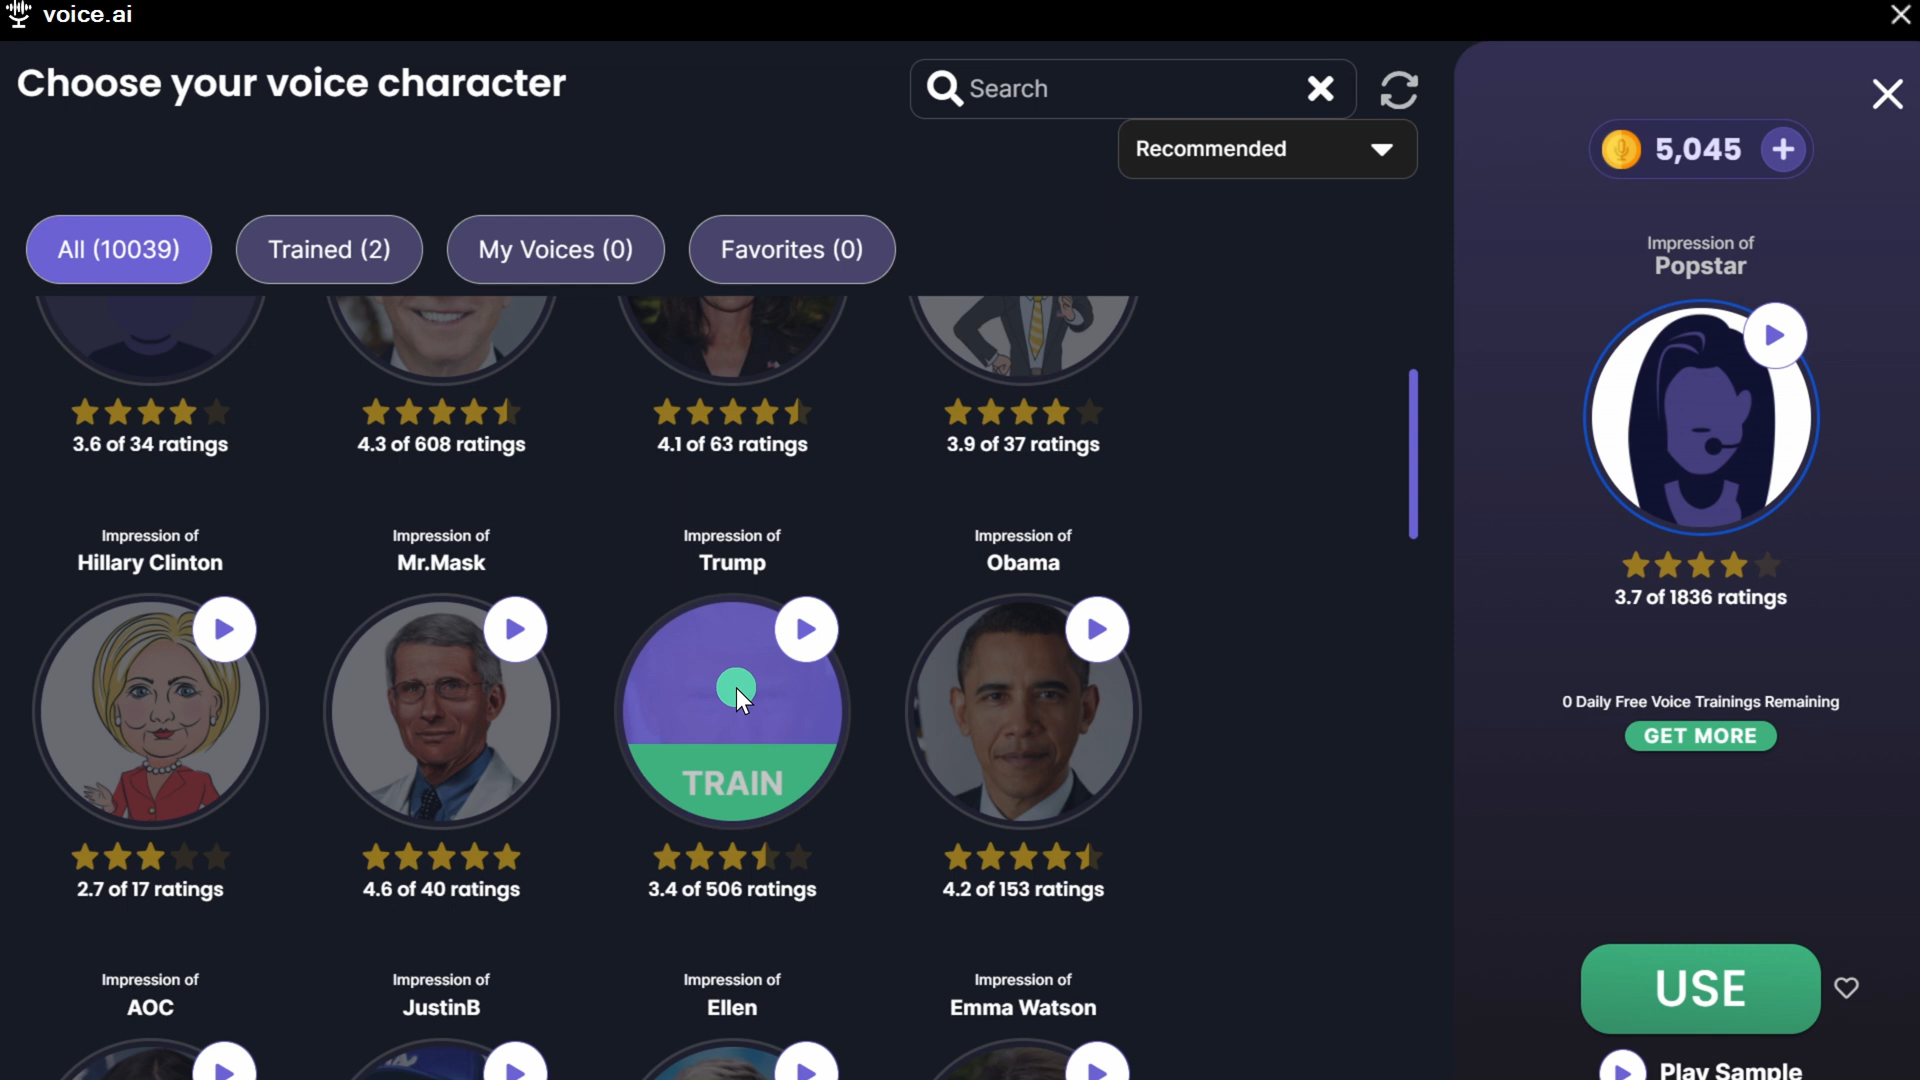 voice.ai
Choose your voice character
Search
Recommended
5,045
All (10039)
Trained (2)
My Voices (0)
Favorites (0)
Impression of
Popstar
3.6 of 34 ratings
4.3 of 608 ratings
4.1 of 63 ratings
3.9 of 37 ratings
3.7 of 1836 ratings
Impression of
Hillary Clinton
Impression of
Mr.Mask
Impression of
Trump
Impression of
Obama
TRAIN
0 Daily Free Voice Trainings Remaining
GET MORE
2.7 of 17 ratings
4.6 of 40 ratings
3.4 of 506 ratings
4.2 of 153 ratings
Impression of
AOC
Impression of
JustinB
Impression of
Ellen
Impression of
Emma Watson
USE
Play Sample